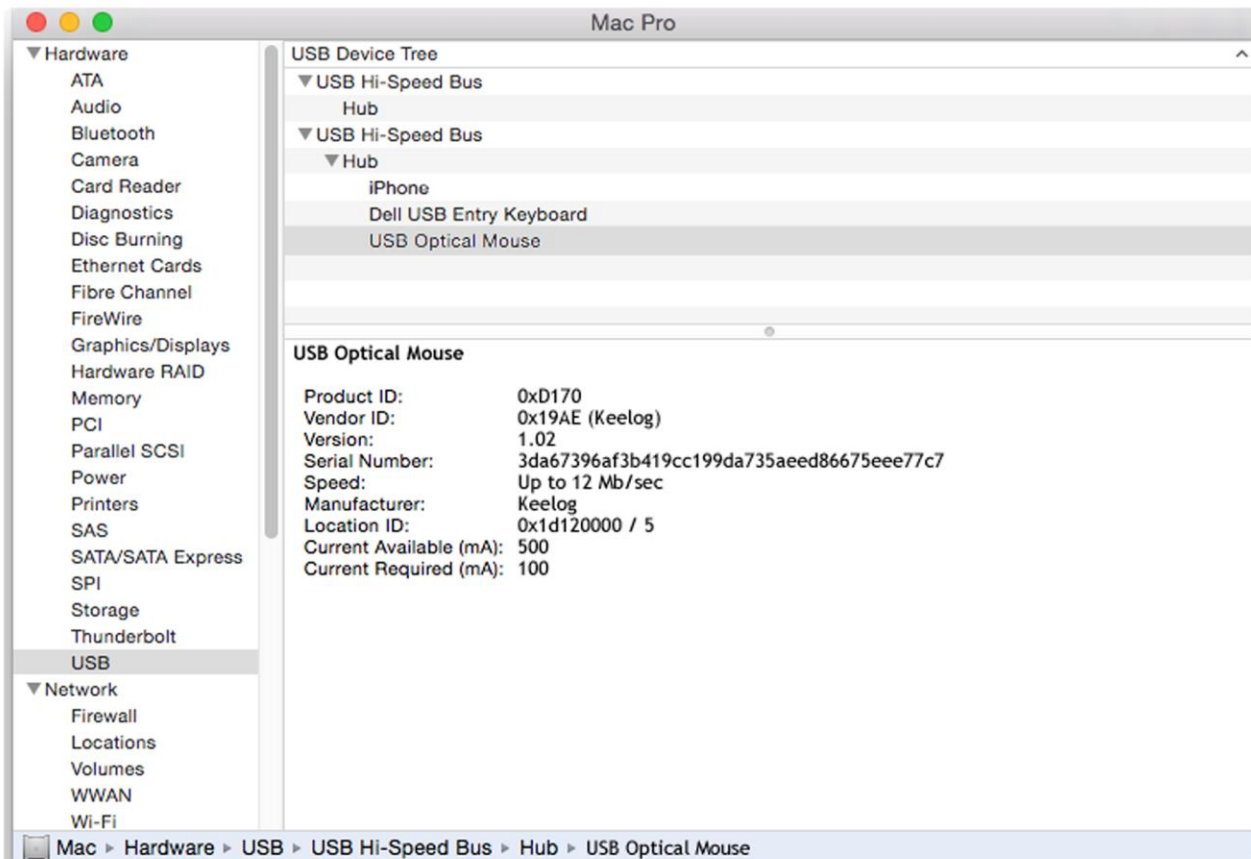 Mac Pro
Hardware
ATA
Audio
Bluetooth
Camera
Card Reader
Diagnostics
Disc Burning
Ethernet Cards
Fibre Channel
FireWire
Graphics/Displays
Hardware RAID
Memory
PCI
Parallel SCSI
Power
Printers
SAS
SATA/SATA Express
SPI
Storage
Thunderbolt
USB
Network
Firewall
Locations
Volumes
WWAN
Wi-Fi
USB Device Tree
USB Hi-Speed Bus
Hub
USB Hi-Speed Bus
Hub
iPhone
Dell USB Entry Keyboard
USB Optical Mouse
USB Optical Mouse
Product ID: 0xD170
Vendor ID: 0x19AE (Keelog)
Version: 1.02
Serial Number: 3da67396af3b419cc199da735aeed86675eee77c7
Speed: Up to 12 Mb/sec
Manufacturer: Keelog
Location ID: 0x1d120000 / 5
Current Available (mA): 500
Current Required (mA): 100
Mac ▸ Hardware ▸ USB ▸ USB Hi-Speed Bus ▸ Hub ▸ USB Optical Mouse